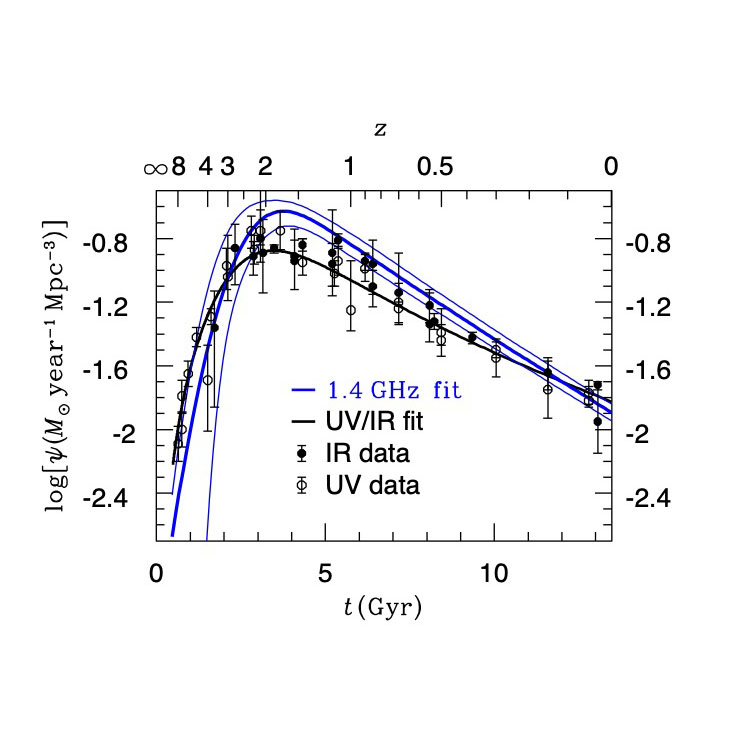 z
∞ 8 4 3 2 1 0.5 0
-0.8 -0.8
-1.2 -1.2
-1.6 -1.6
-2 -2
-2.4 -2.4
log[ψ(M⊙ year⁻¹ Mpc⁻³)]
1.4 GHz fit
UV/IR fit
IR data
UV data
0 5 10
t(Gyr)